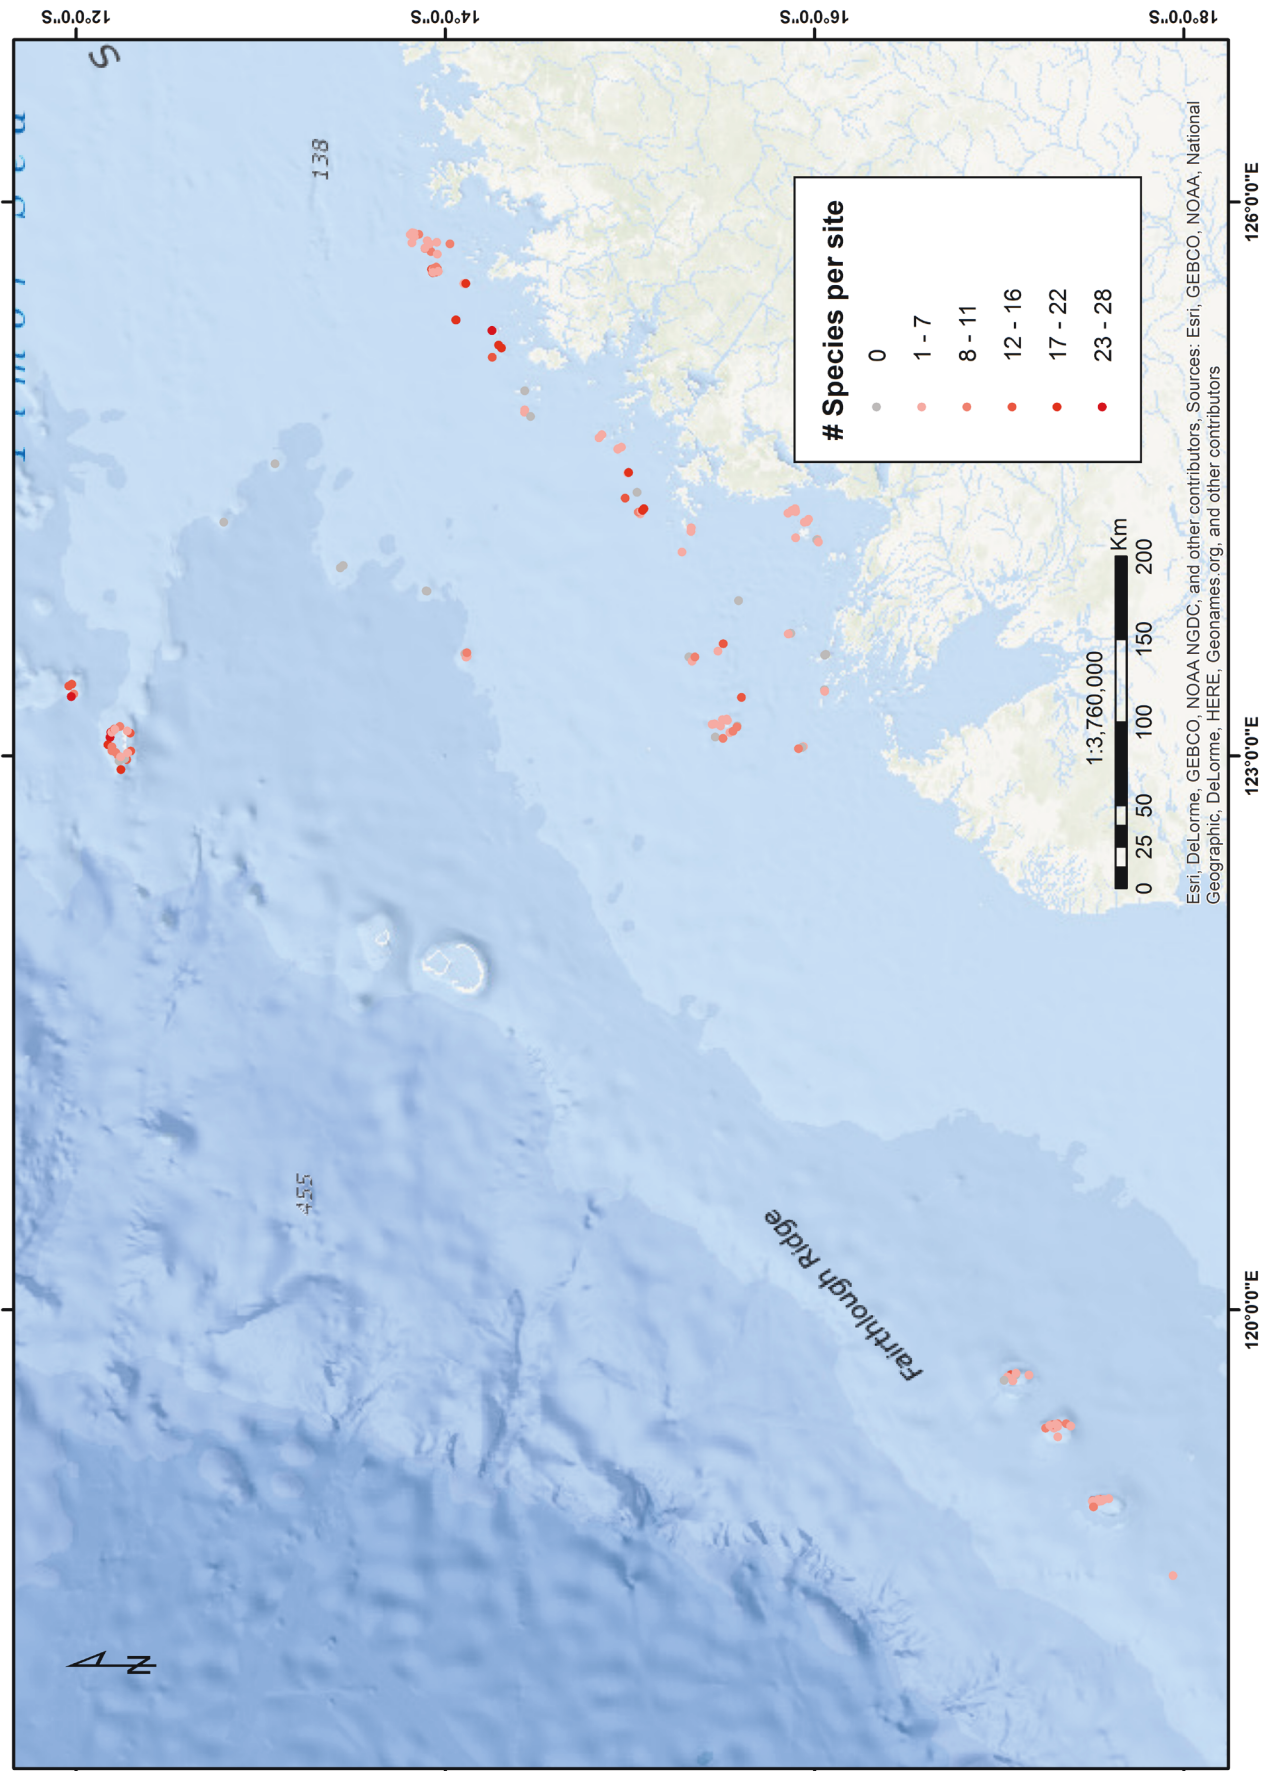 12°0'0"S
14°0'0"S
16°0'0"S
18°0'0"S
S
138
455
Fairthlough Ridge
N
# Species per site
0
1 - 7
8 - 11
12 - 16
17 - 22
23 - 28
1:3,760,000
Km
0 25 50 100 150 200
Esri, DeLorme, GEBCO, NOAA NGDC, and other contributors, Sources: Esri, GEBCO, NOAA, National
Geographic, DeLorme, HERE, Geonames.org, and other contributors
120°0'0"E
123°0'0"E
126°0'0"E